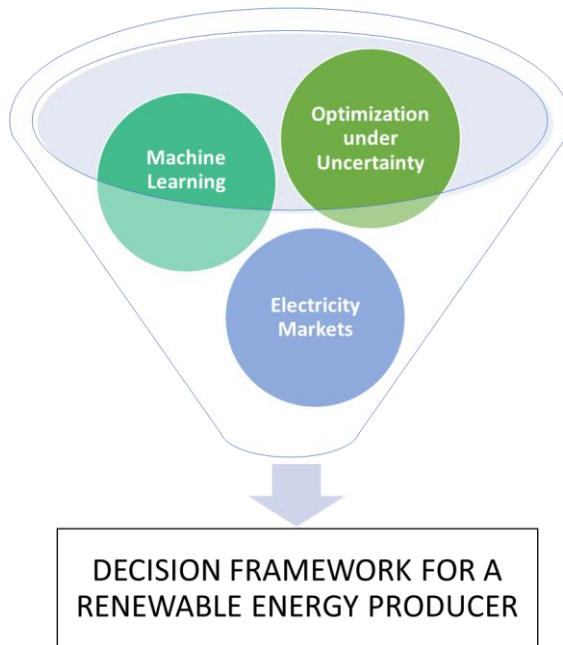 Optimization
under
Uncertainty
Machine
Learning
Electricity
Markets
DECISION FRAMEWORK FOR A
RENEWABLE ENERGY PRODUCER